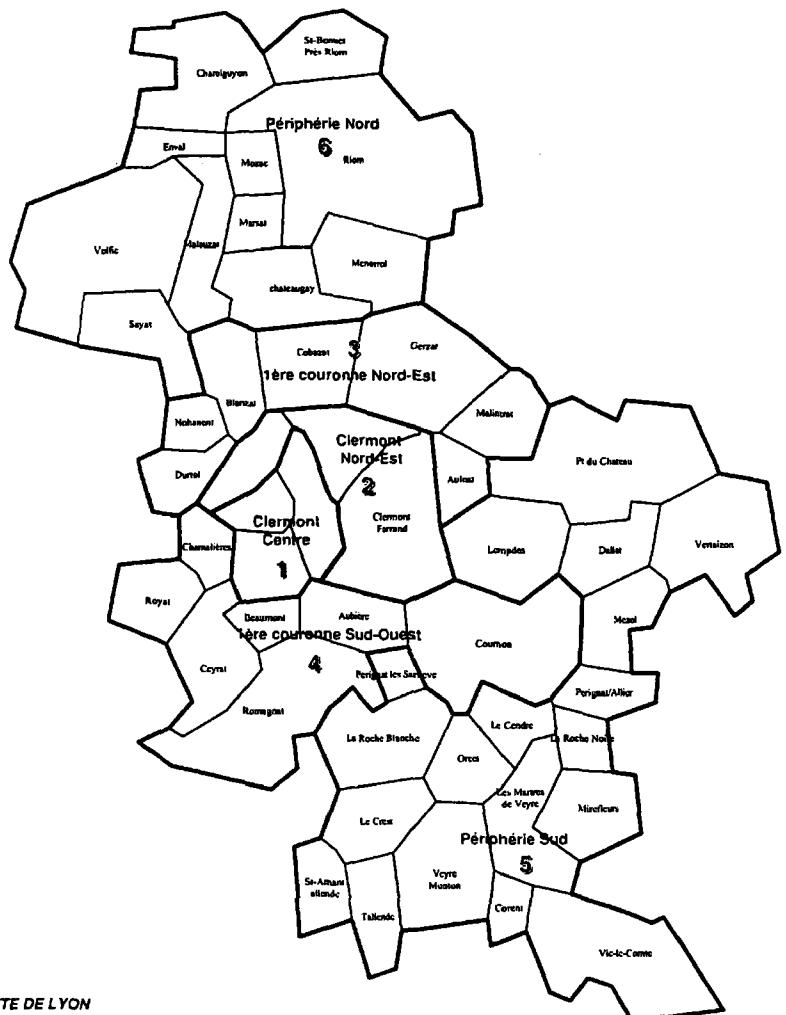 St-Bonnet
Près Riom
Périphérie Nord
6
Riom
Enval
Mozac
Marsat
Volvic
Malauzat
Menetrol
chateaugay
Sayat
Cebazat
3
Gerzat
1ère couronne Nord-Est
Blanzat
Malintrat
Nohanent
Clermont
Nord-Est
2
Pt du Chateau
Durtol
Aulnat
Clermont
Ferrand
Clermont
Centre
1
Chamalières
Lempdes
Dallet
Vertaizon
Royat
Beaumont
Aubière
Mezel
1ère couronne Sud-Ouest
4
Cournon
Ceyrat
Perignat les Sarlieve
Romagnat
Perignat/Allier
La Roche Blanche
Le Cendre
La Roche Noire
Orcet
Les Martres
de Veyre
Mirefleurs
Le Crest
Périphérie Sud
5
Veyre
Monton
St-Amant
Tallende
Corent
Vic-le-Comte
TE DE LYON